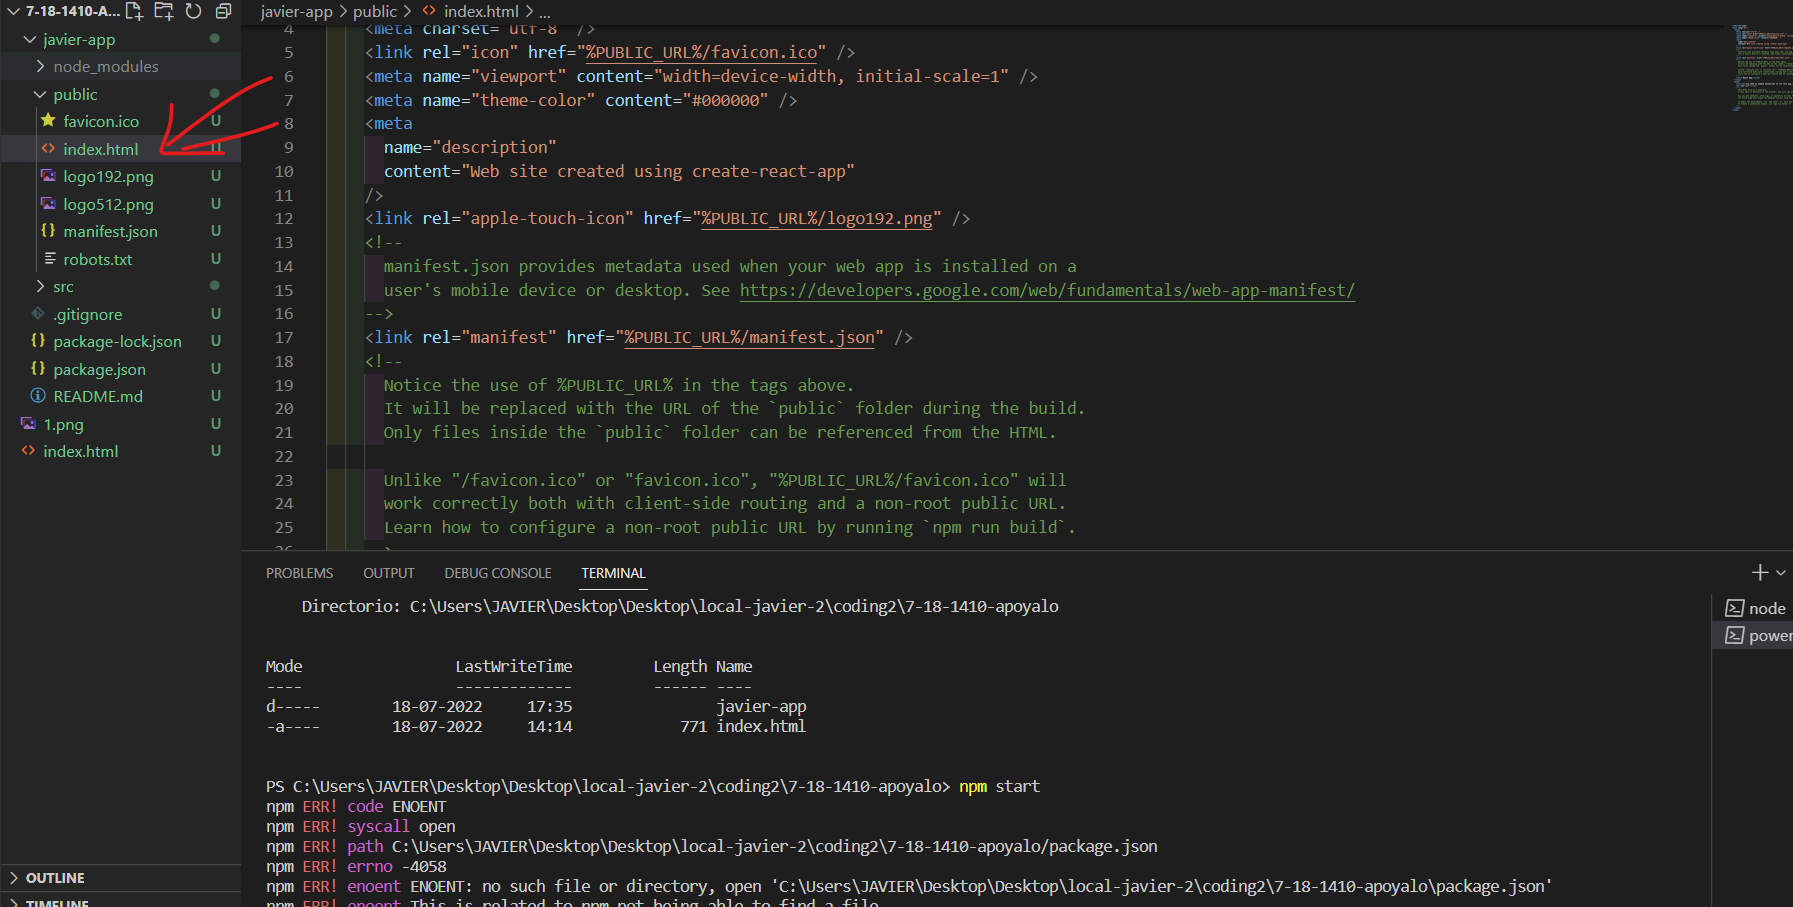 7-18-1410-A...
javier-app
node_modules
public
favicon.ico U
index.html U
logo192.png U
logo512.png U
manifest.json U
robots.txt U
src
.gitignore U
package-lock.json U
package.json U
README.md U
1.png U
index.html U
OUTLINE
TIMELINE
javier-app > public > <> index.html > ...
4 <meta charset="utf-8" />
5 <link rel="icon" href="%PUBLIC_URL%/favicon.ico" />
6 <meta name="viewport" content="width=device-width, initial-scale=1" />
7 <meta name="theme-color" content="#000000" />
8 <meta
9 name="description"
10 content="Web site created using create-react-app"
11 />
12 <link rel="apple-touch-icon" href="%PUBLIC_URL%/logo192.png" />
13 <!--
14 manifest.json provides metadata used when your web app is installed on a
15 user's mobile device or desktop. See https://developers.google.com/web/fundamentals/web-app-manifest/
16 -->
17 <link rel="manifest" href="%PUBLIC_URL%/manifest.json" />
18 <!--
19 Notice the use of %PUBLIC_URL% in the tags above.
20 It will be replaced with the URL of the `public` folder during the build.
21 Only files inside the `public` folder can be referenced from the HTML.
22
23 Unlike "/favicon.ico" or "favicon.ico", "%PUBLIC_URL%/favicon.ico" will
24 work correctly both with client-side routing and a non-root public URL.
25 Learn how to configure a non-root public URL by running `npm run build`.
PROBLEMS OUTPUT DEBUG CONSOLE TERMINAL
Directorio: C:\Users\JAVIER\Desktop\Desktop\local-javier-2\coding2\7-18-1410-apoyalo
Mode LastWriteTime Length Name
---- ------------- ------ ----
d----- 18-07-2022 17:35 javier-app
-a---- 18-07-2022 14:14 771 index.html
PS C:\Users\JAVIER\Desktop\Desktop\local-javier-2\coding2\7-18-1410-apoyalo> npm start
npm ERR! code ENOENT
npm ERR! syscall open
npm ERR! path C:\Users\JAVIER\Desktop\Desktop\local-javier-2\coding2\7-18-1410-apoyalo/package.json
npm ERR! errno -4058
npm ERR! enoent ENOENT: no such file or directory, open 'C:\Users\JAVIER\Desktop\Desktop\local-javier-2\coding2\7-18-1410-apoyalo\package.json'
npm ERR! enoent This is related to npm not being able to find a file.
node
power